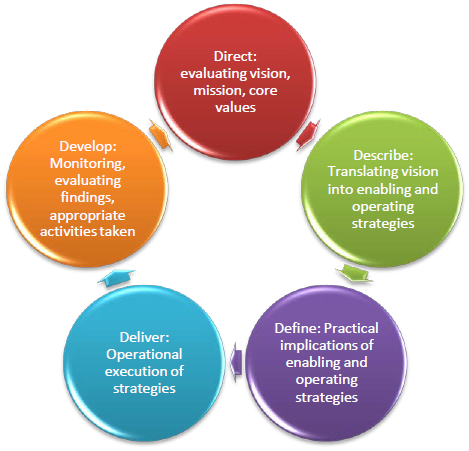 Direct:
evaluating vision,
mission, core
values
Describe:
Translating vision
into enabling and
operating
strategies
Define: Practical
implications of
enabling and
operating
strategies
Deliver:
Operational
execution of
strategies
Develop:
Monitoring,
evaluating
findings,
appropriate
activities taken